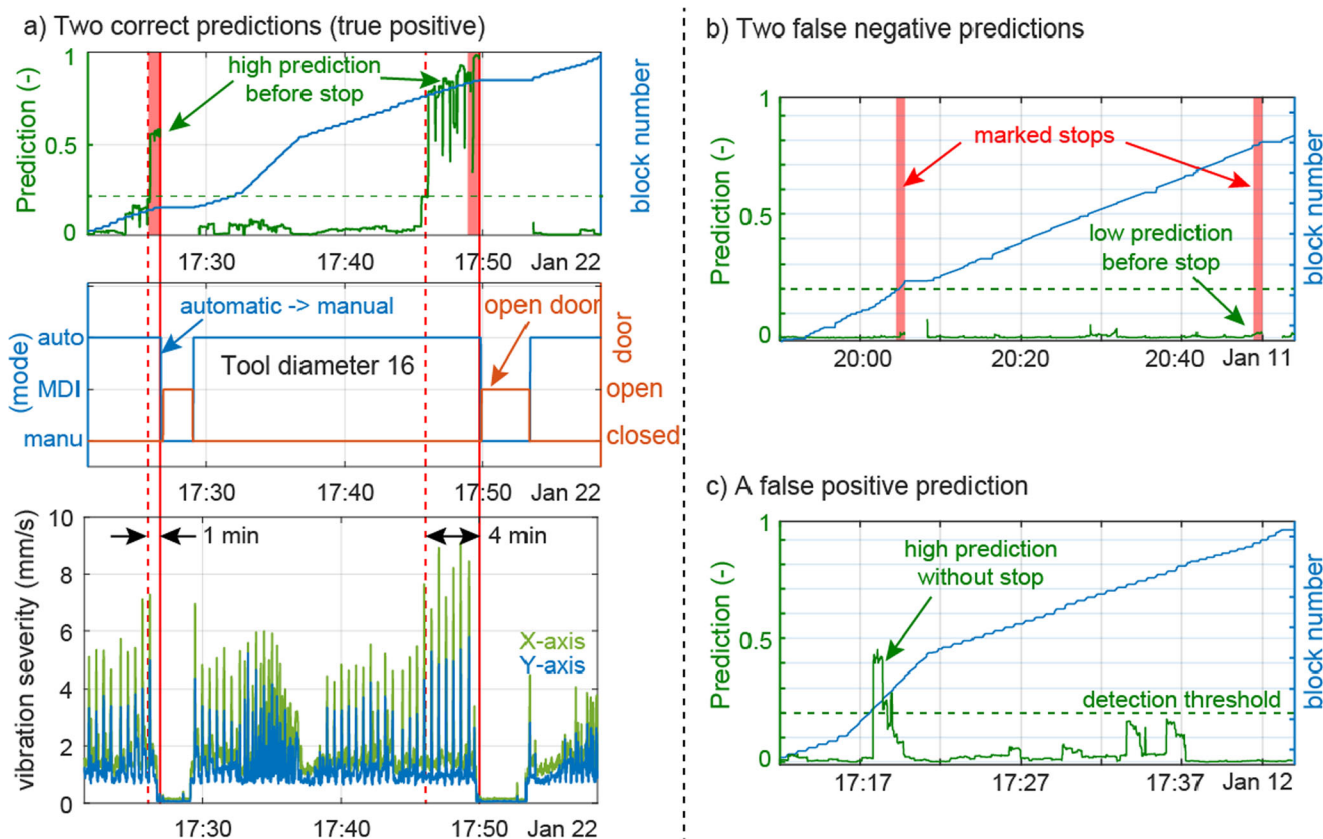 a) Two correct predictions (true positive)
1
0.5
0
Prediction (-)
high prediction
before stop
block number
17:30
17:40
17:50
Jan 22
auto
MDI
manu
(mode)
automatic -> manual
open door
Tool diameter 16
door
open
closed
17:30
17:40
17:50
Jan 22
10
8
6
4
2
0
vibration severity (mm/s)
1 min
4 min
X-axis
Y-axis
17:30
17:40
17:50
Jan 22
b) Two false negative predictions
1
0.5
0
Prediction (-)
marked stops
low prediction
before stop
block number
20:00
20:20
20:40
Jan 11
c) A false positive prediction
1
0.5
0
Prediction (-)
high prediction
without stop
detection threshold
block number
17:17
17:27
17:37
Jan 12